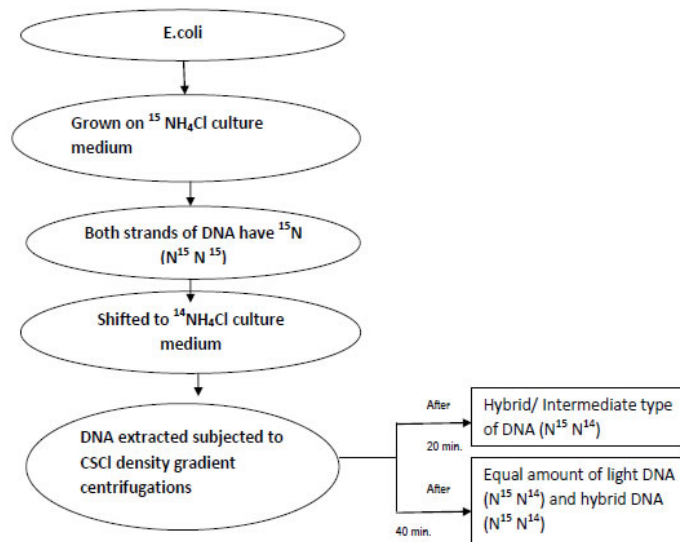 E.coli
Grown on ¹⁵ NH₄Cl culture
medium
Both strands of DNA have ¹⁵N
(N¹⁵ N ¹⁵)
Shifted to ¹⁴NH₄Cl culture
medium
DNA extracted subjected to
CSCl density gradient
centrifugations
After
20 min.
Hybrid/ Intermediate type
of DNA (N¹⁵ N¹⁴)
After
40 min.
Equal amount of light DNA
(N¹⁵ N¹⁴) and hybrid DNA
(N¹⁵ N¹⁴)